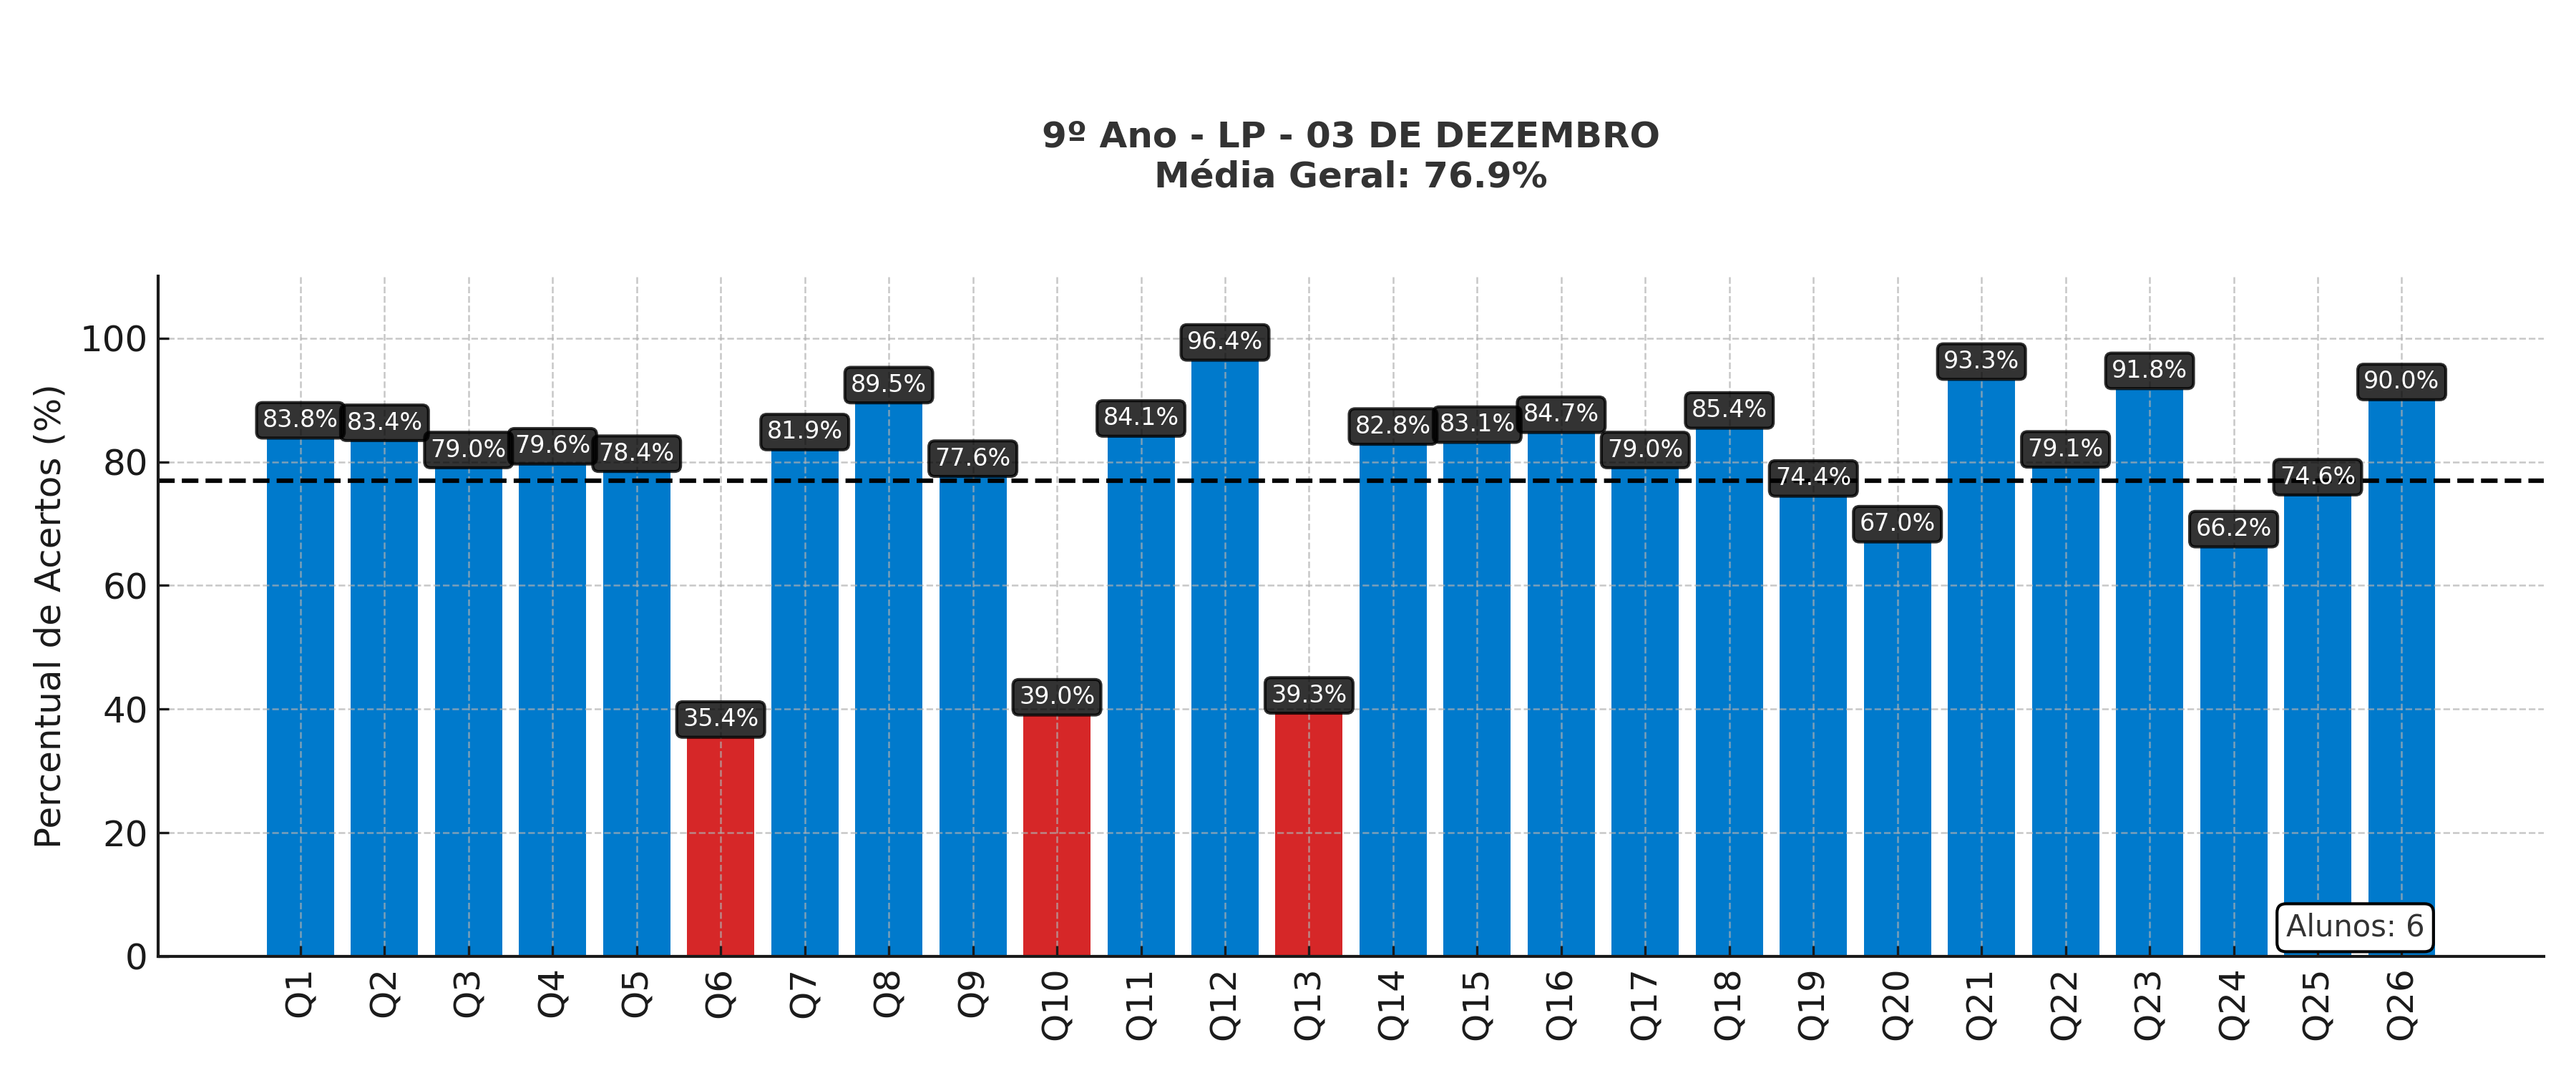 9º Ano - LP - 03 DE DEZEMBRO
Média Geral: 76.9%
Percentual de Acertos (%)
100
80
60
40
20
0
83.8%
83.4%
79.0%
79.6%
78.4%
35.4%
81.9%
89.5%
77.6%
39.0%
84.1%
96.4%
39.3%
82.8%
83.1%
84.7%
79.0%
85.4%
74.4%
67.0%
93.3%
79.1%
91.8%
66.2%
74.6%
90.0%
Alunos: 6
Q1
Q2
Q3
Q4
Q5
Q6
Q7
Q8
Q9
Q10
Q11
Q12
Q13
Q14
Q15
Q16
Q17
Q18
Q19
Q20
Q21
Q22
Q23
Q24
Q25
Q26